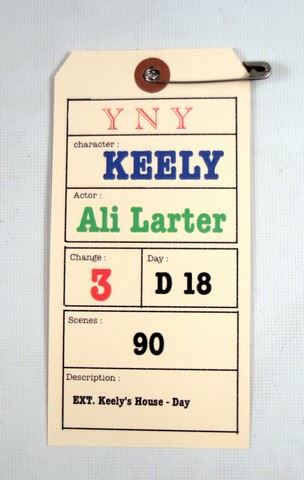 YNY
character :
KEELY
Actor :
Ali Larter
Change :
3
Day :
D 18
Scenes :
90
Description :
EXT. Keely's House - Day